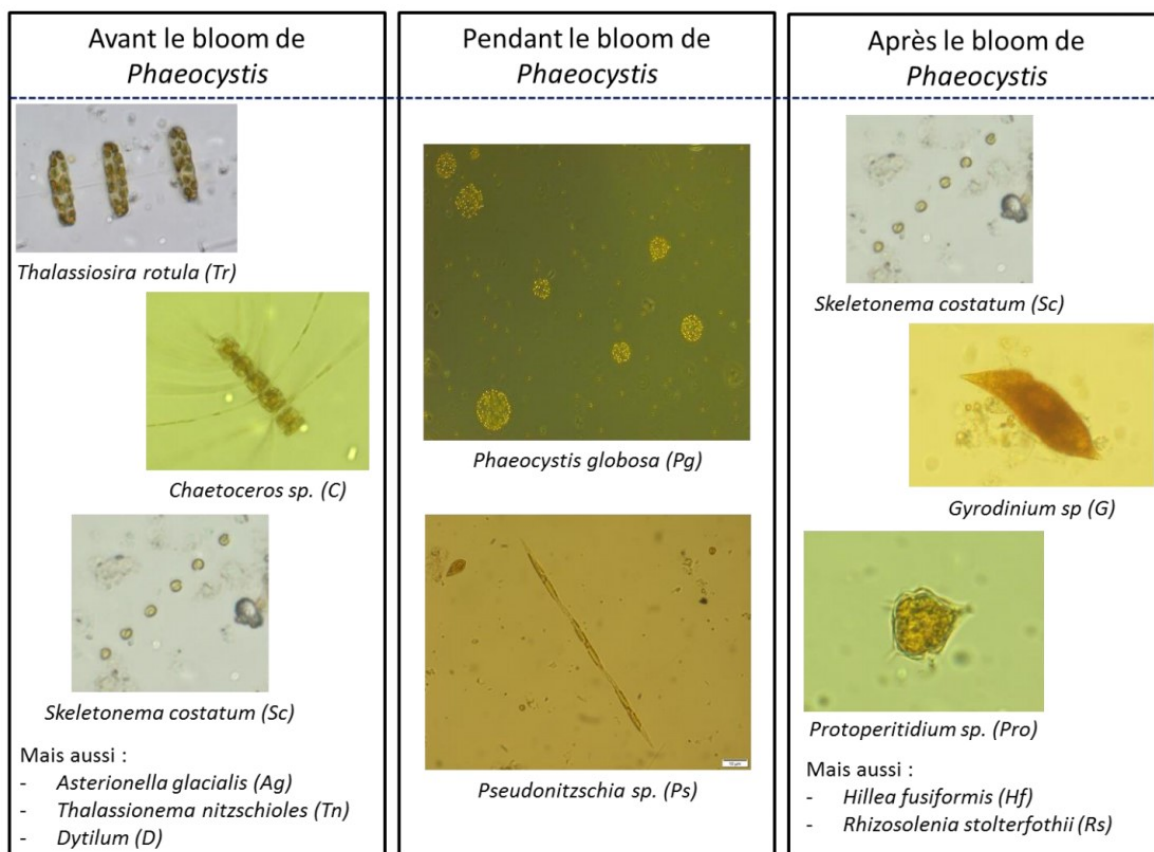 Avant le bloom de
Phaeocystis
Thalassiosira rotula (Tr)
Chaetoceros sp. (C)
Skeletonema costatum (Sc)
Mais aussi :
- Asterionella glacialis (Ag)
- Thalassionema nitzschioles (Tn)
- Dytilum (D)
Pendant le bloom de
Phaeocystis
Phaeocystis globosa (Pg)
Pseudonitzschia sp. (Ps)
Après le bloom de
Phaeocystis
Skeletonema costatum (Sc)
Gyrodinium sp (G)
Protoperitidium sp. (Pro)
Mais aussi :
- Hillea fusiformis (Hf)
- Rhizosolenia stolterfothii (Rs)